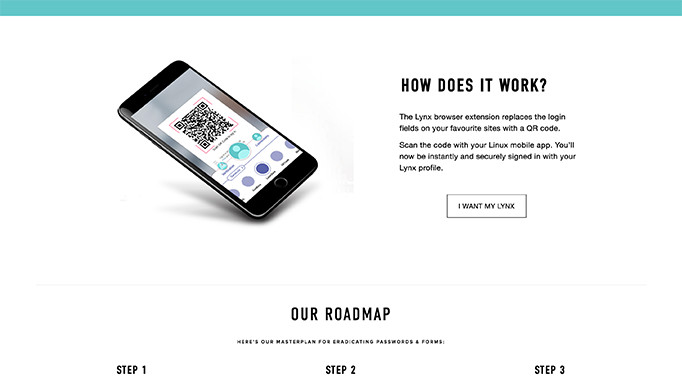 HOW DOES IT WORK?
The Lynx browser extension replaces the login
fields on your favourite sites with a QR code.
Scan the code with your Linux mobile app. You'll
now be instantly and securely signed in with your
Lynx profile.
I WANT MY LYNX
OUR ROADMAP
HERE'S OUR MASTERPLAN FOR ERADICATING PASSWORDS & FORMS:
STEP 1
STEP 2
STEP 3